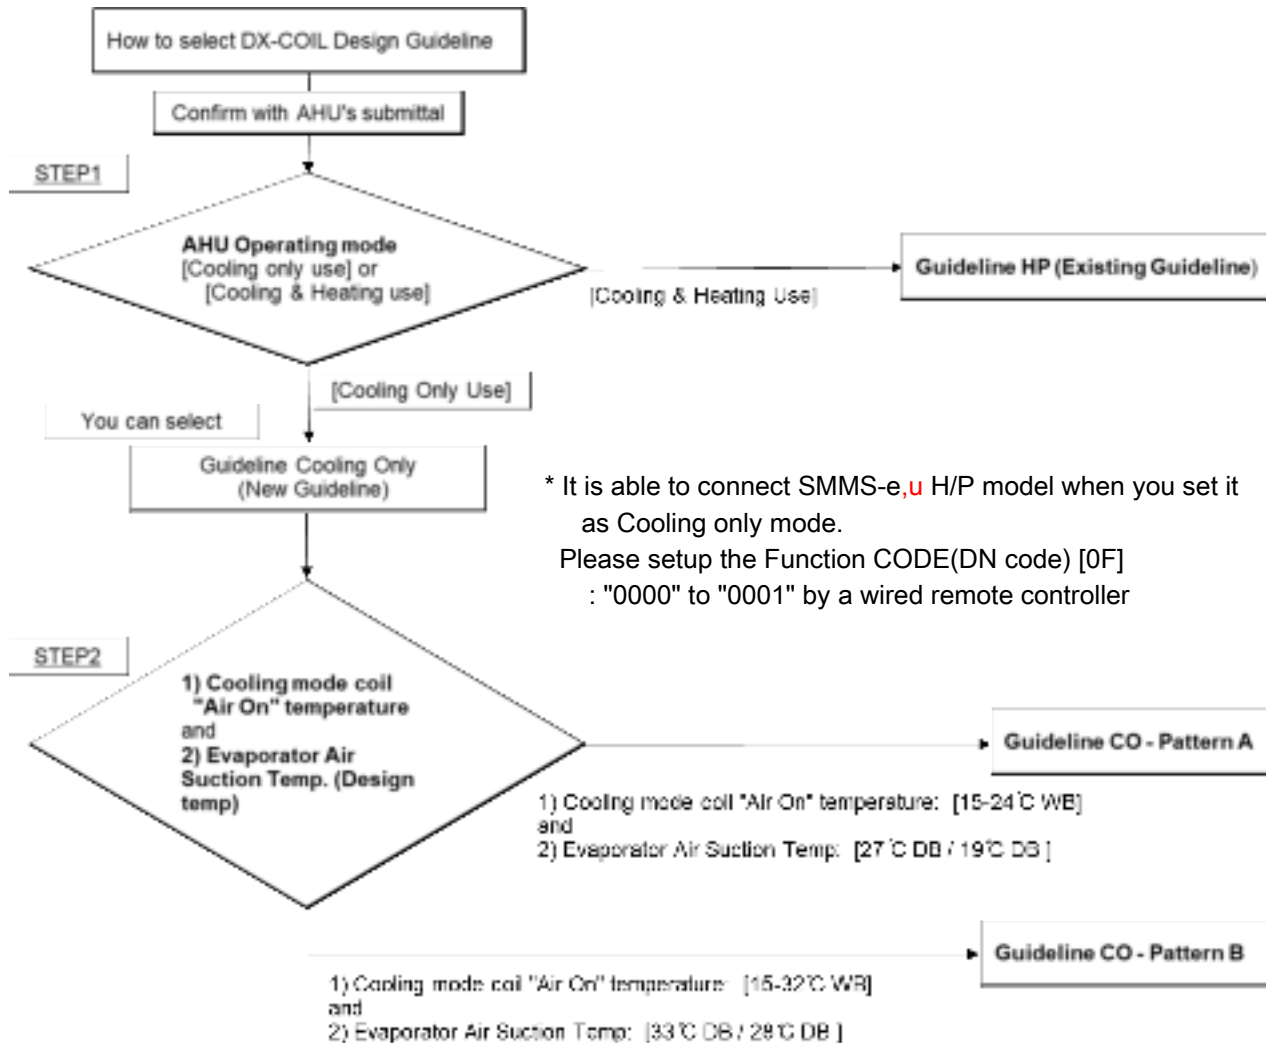 How to select DX-COIL Design Guideline
Confirm with AHU's submittal
STEP1
AHU Operating mode
[Cooling only use] or
[Cooling & Heating use]
[Cooling & Heating Use]
Guideline HP (Existing Guideline)
[Cooling Only Use]
You can select
Guideline Cooling Only
(New Guideline)
* It is able to connect SMMS-e,u H/P model when you set it
as Cooling only mode.
Please setup the Function CODE(DN code) [0F]
: "0000" to "0001" by a wired remote controller
STEP2
1) Cooling mode coil
"Air On" temperature
and
2) Evaporator Air
Suction Temp. (Design
temp)
Guideline CO - Pattern A
1) Cooling mode coil "Air On" temperature: [15-24℃ WB]
and
2) Evaporator Air Suction Temp: [27℃ DB / 19℃ DB ]
Guideline CO - Pattern B
1) Cooling mode coil "Air On" temperature: [15-32℃ WB]
and
2) Evaporator Air Suction Temp: [33℃ DB / 28℃ DB ]